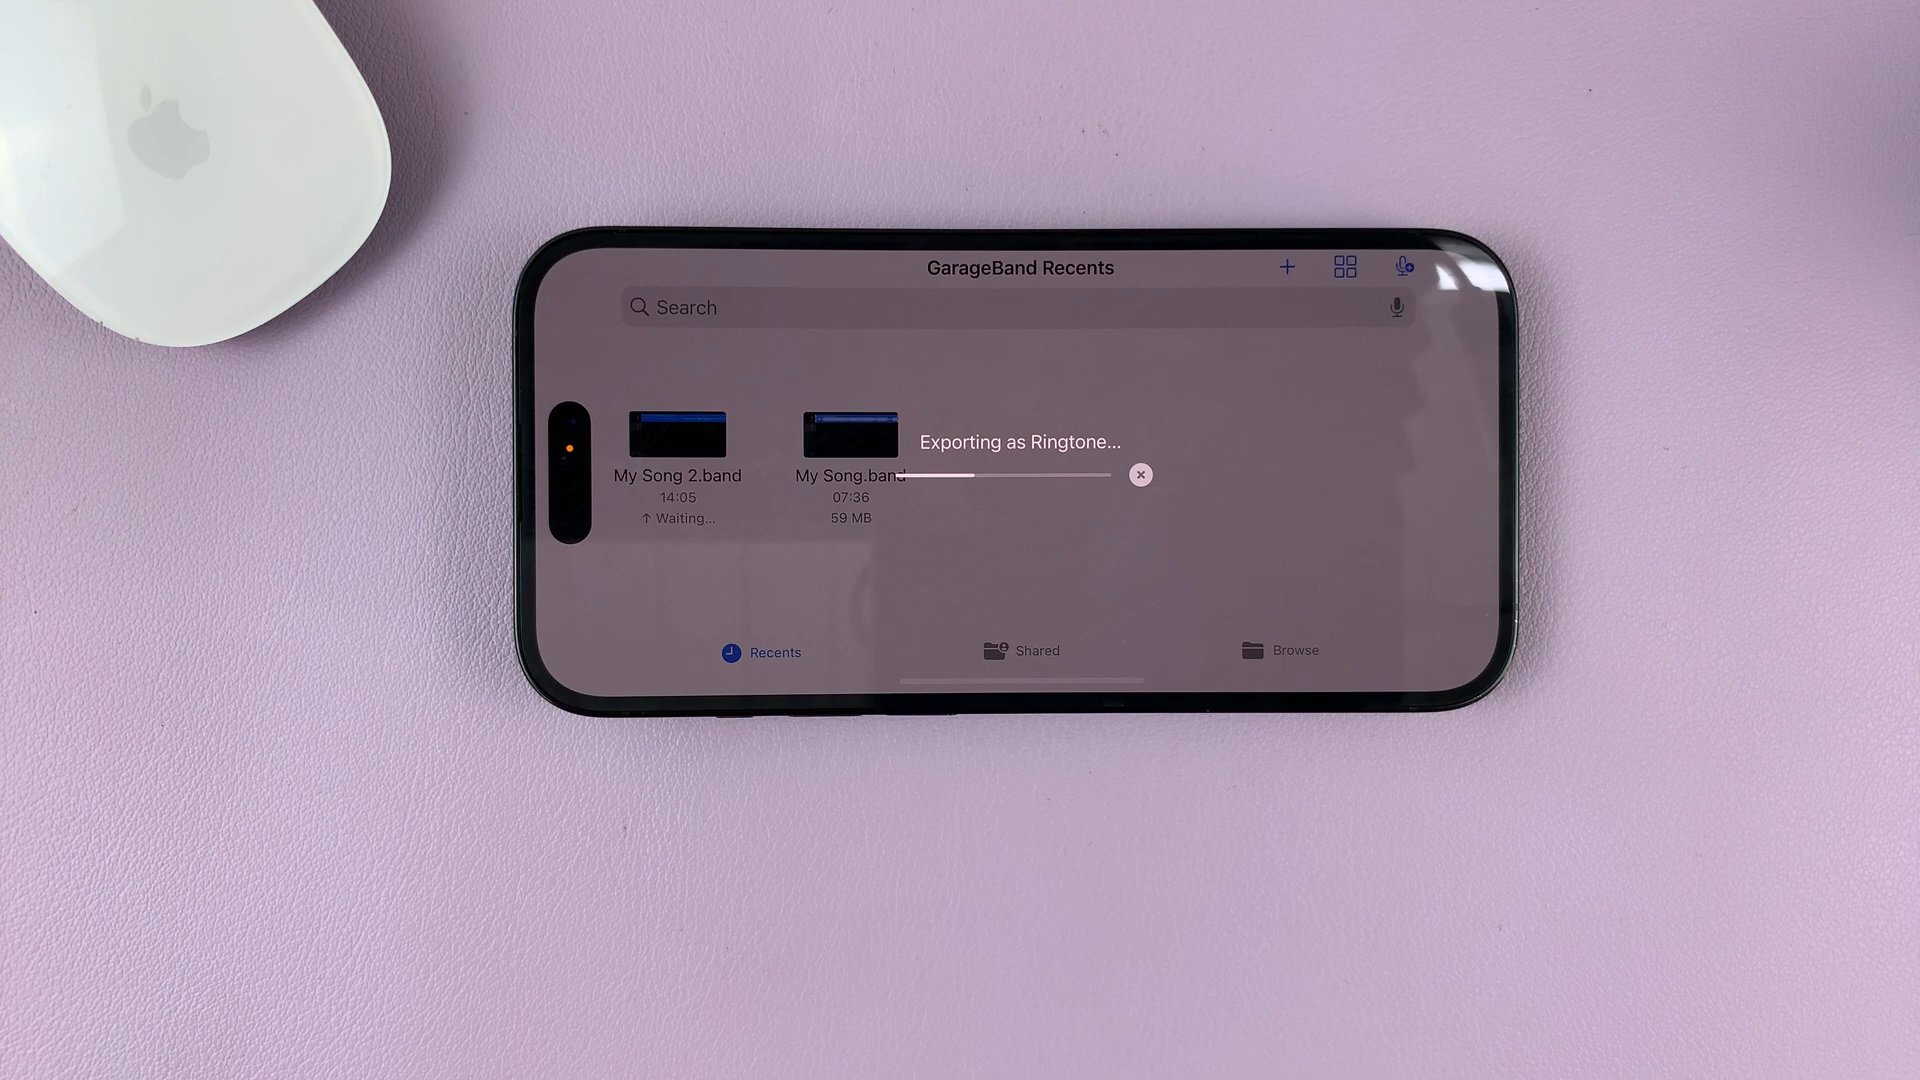 GarageBand Recents
Search
Exporting as Ringtone...
My Song 2.band
14:05
↑ Waiting...
My Song.band
07:36
59 MB
Recents
Shared
Browse